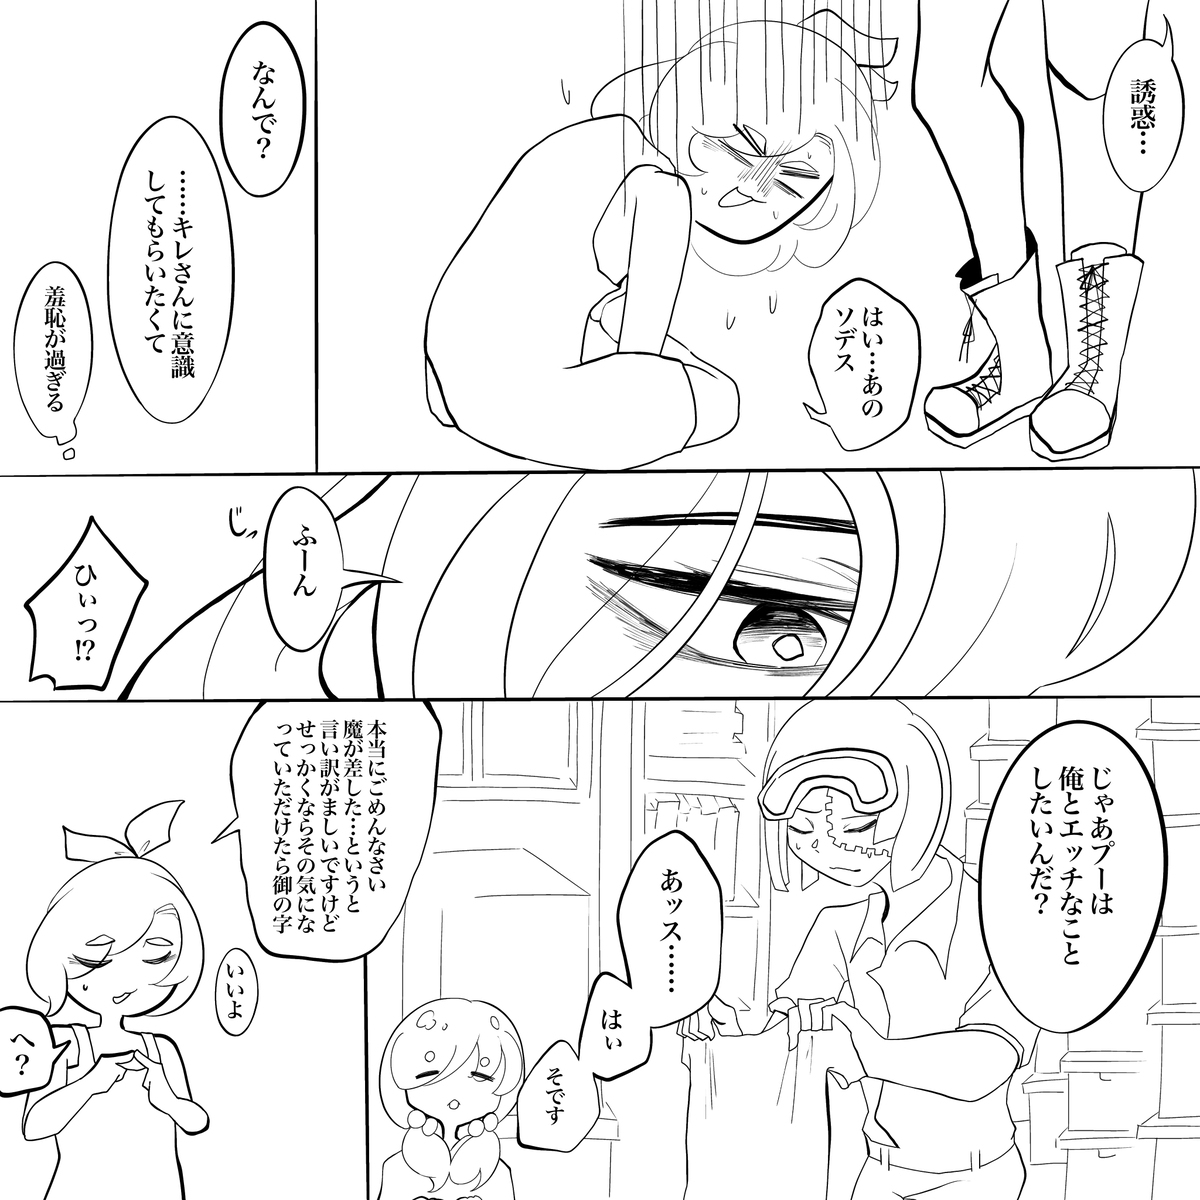 誘惑…
はい…あの
ソデス
なんで?
……キレさんに意識
してもらいたくて
羞恥が過ぎる
ふーん
じっ
ひぃっ!?
じゃあプーは
俺とエッチなこと
したいんだ?
あッス……
はい
そです
本当にごめんなさい
魔が差した…というと
言い訳がましいですけど
せっかくならその気にな
っていただけたら御の字
いいよ
へ?